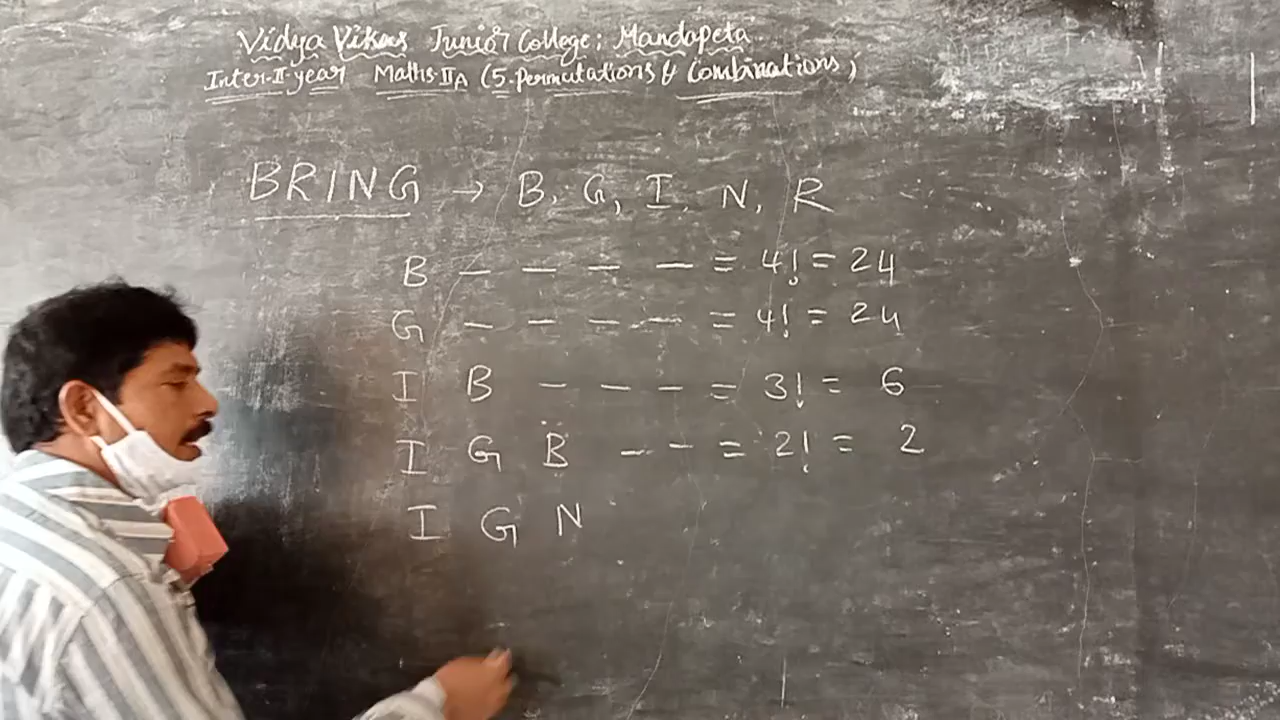 Vidya Vikas Junior College; Mandapeta.
Inter-II-year Maths-IIA (5. Permutations & Combinations)
BRING → B, G, I, N, R
B - - - - = 4! = 24
G - - - - = 4! = 24
I B - - - = 3! = 6
I G B - - = 2! = 2
I G N